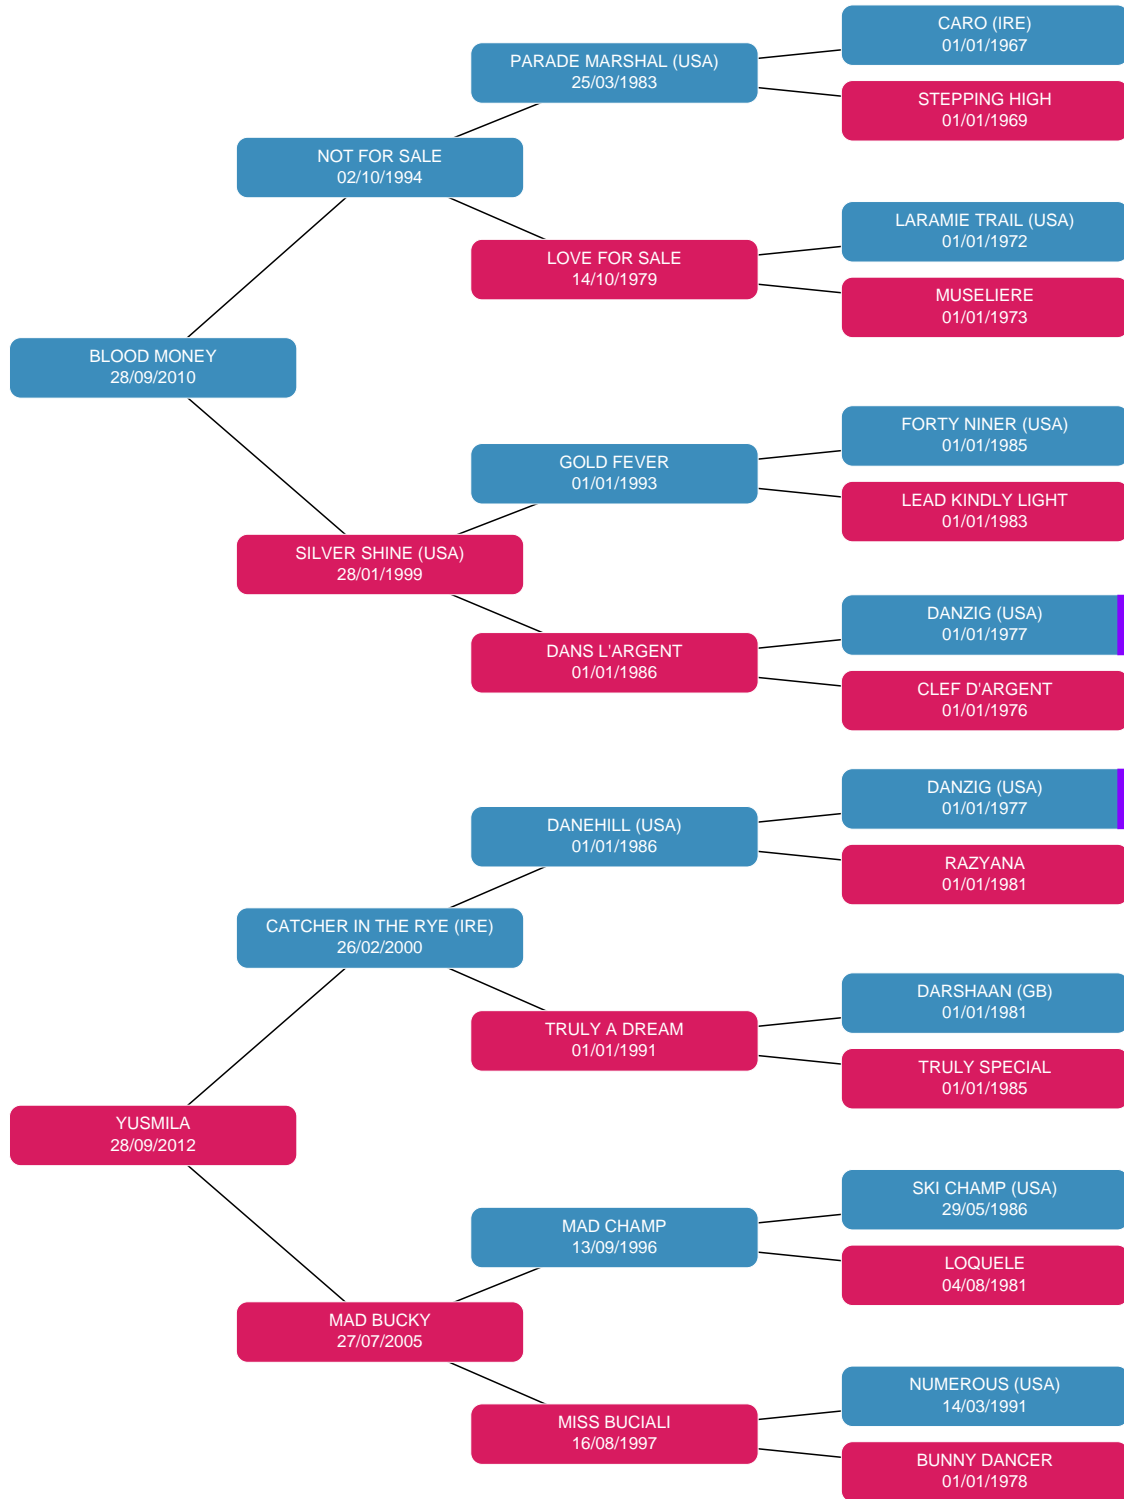 CARO (IRE)
01/01/1967
PARADE MARSHAL (USA)
25/03/1983
STEPPING HIGH
01/01/1969
NOT FOR SALE
02/10/1994
LARAMIE TRAIL (USA)
01/01/1972
LOVE FOR SALE
14/10/1979
MUSELIERE
01/01/1973
BLOOD MONEY
28/09/2010
FORTY NINER (USA)
01/01/1985
GOLD FEVER
01/01/1993
LEAD KINDLY LIGHT
01/01/1983
SILVER SHINE (USA)
28/01/1999
DANZIG (USA)
01/01/1977
DANS L'ARGENT
01/01/1986
CLEF D'ARGENT
01/01/1976
DANZIG (USA)
01/01/1977
DANEHILL (USA)
01/01/1986
RAZYANA
01/01/1981
CATCHER IN THE RYE (IRE)
26/02/2000
DARSHAAN (GB)
01/01/1981
TRULY A DREAM
01/01/1991
TRULY SPECIAL
01/01/1985
YUSMILA
28/09/2012
SKI CHAMP (USA)
29/05/1986
MAD CHAMP
13/09/1996
LOQUELE
04/08/1981
MAD BUCKY
27/07/2005
NUMEROUS (USA)
14/03/1991
MISS BUCIALI
16/08/1997
BUNNY DANCER
01/01/1978